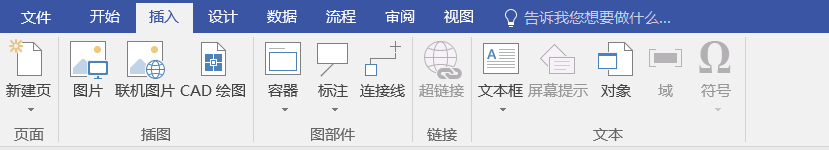 文件 开始 插入 设计 数据 流程 审阅 视图 告诉我您想要做什么...
新建页 图片 联机图片 CAD 绘图 容器 标注 连接线 超链接 文本框 屏幕提示 对象 域 符号
页面 插图 图部件 链接 文本